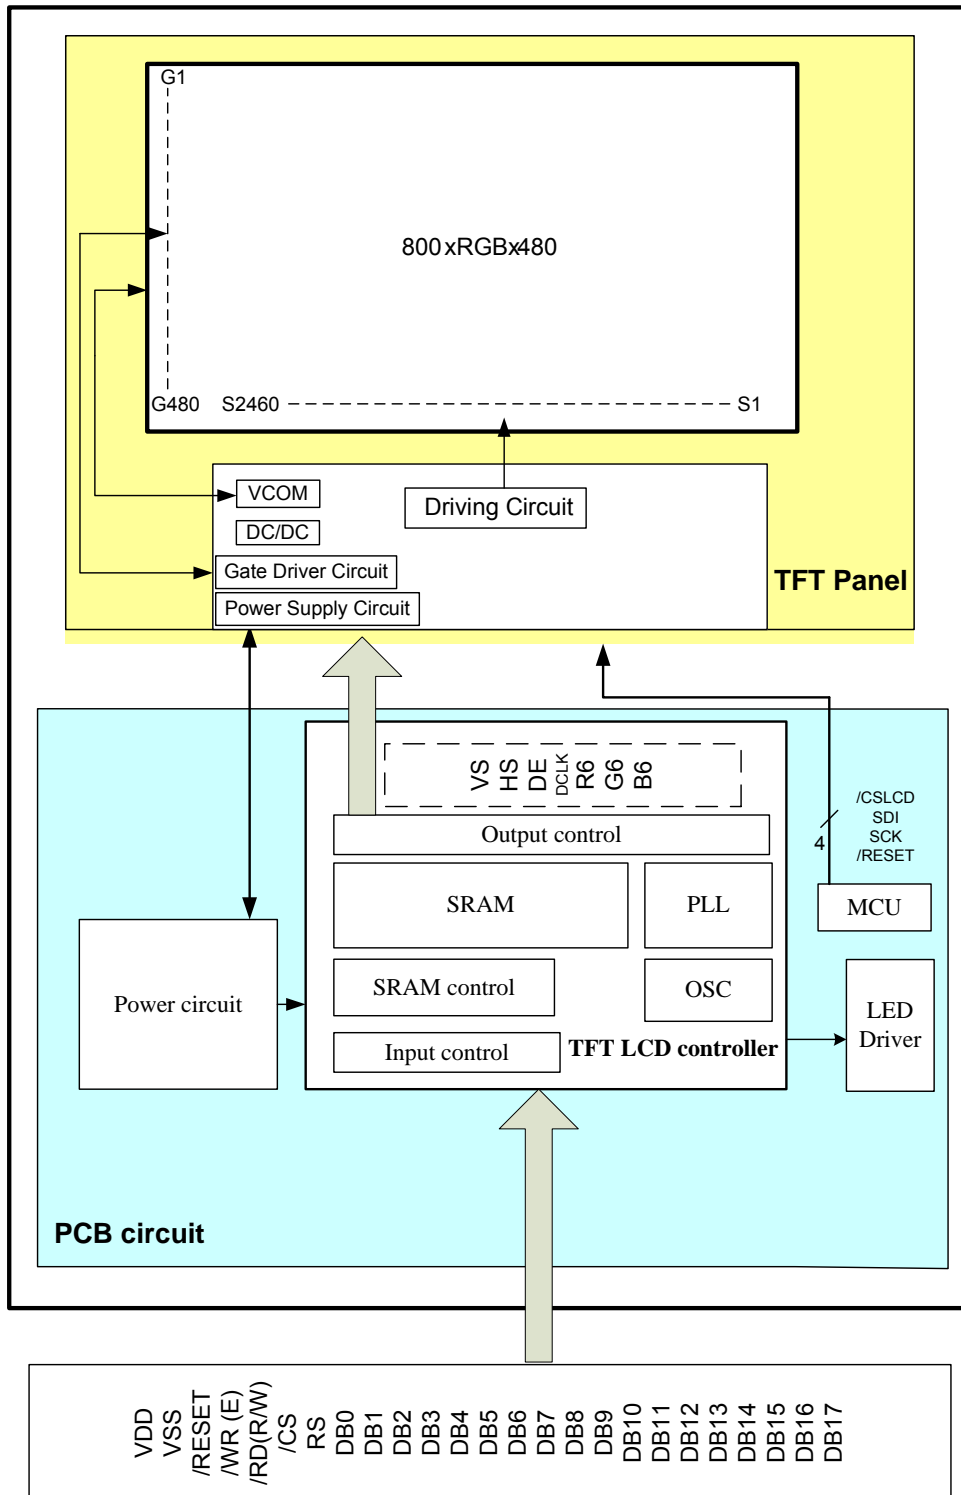 G1
800xRGBx480
G480 S2460 S1
VCOM
Driving Circuit
DC/DC
Gate Driver Circuit
Power Supply Circuit
TFT Panel
VS
HS
DE
DCLK
R6
G6
B6
Output control
SRAM
PLL
SRAM control
OSC
Input control
TFT LCD controller
Power circuit
/CSLCD
SDI
SCK
/RESET
4
MCU
LED
Driver
PCB circuit
VDD
VSS
/RESET
/WR (E)
/RD(R/W)
/CS
RS
DB0
DB1
DB2
DB3
DB4
DB5
DB6
DB7
DB8
DB9
DB10
DB11
DB12
DB13
DB14
DB15
DB16
DB17